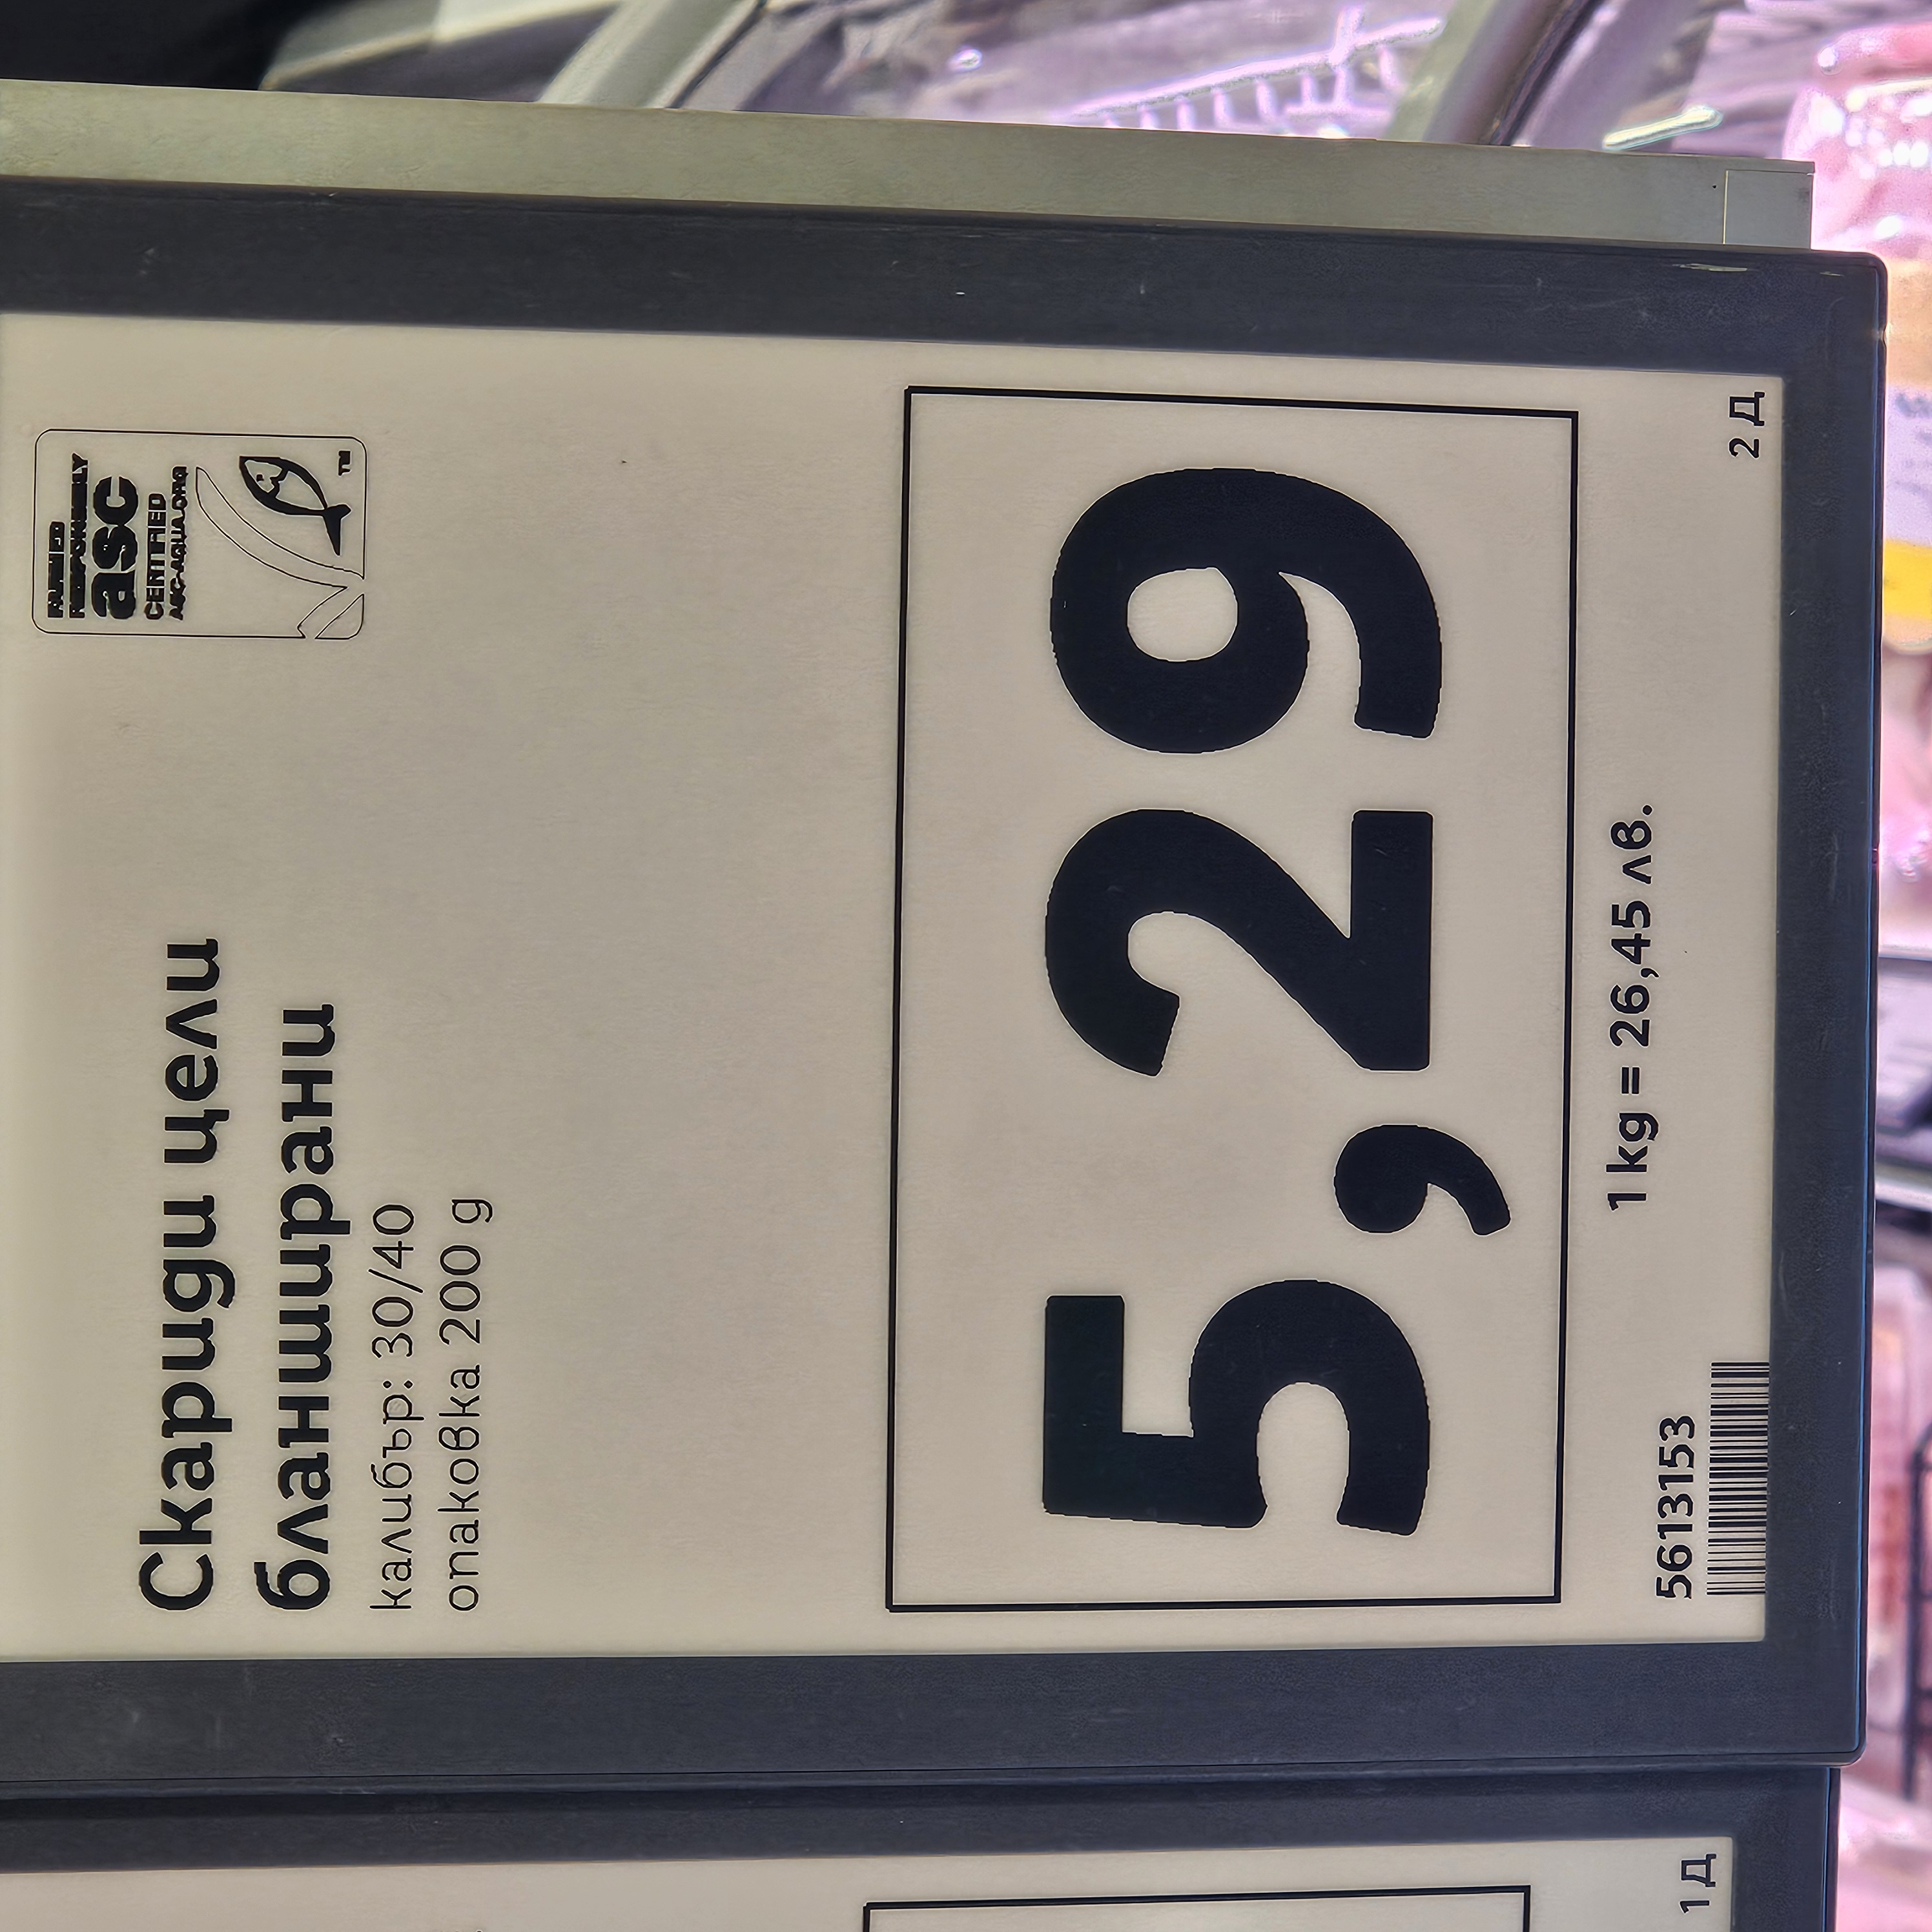 Скариди цели
бланширани
калибър: 30/40
опаковка 200 g
FARMED
RESPONSIBLY
asc
CERTIFIED
ASC-AQUA.ORG
TM
5,29
1 kg = 26,45 лв.
5613153
2 Д
1 Д